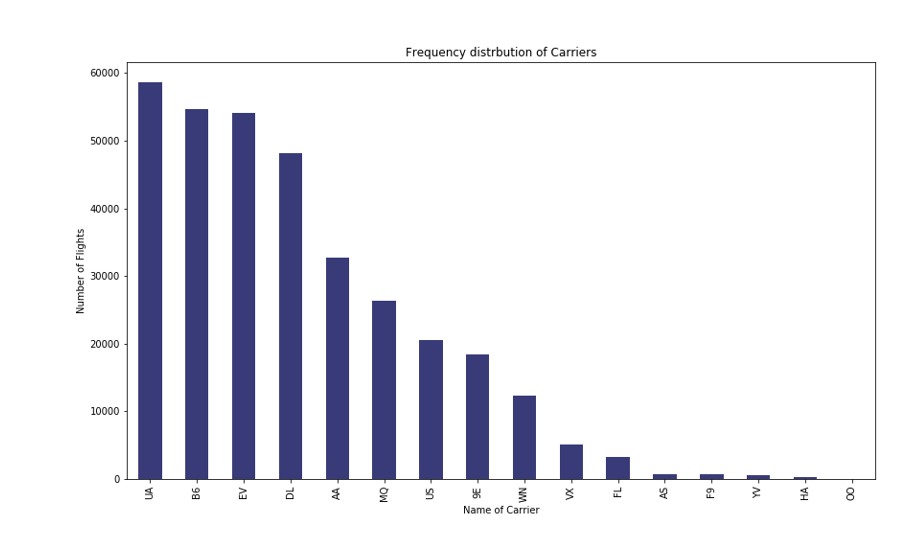 Frequency distrbution of Carriers
60000
50000
40000
30000
20000
10000
0
Number of Flights
UA B6 EV DL AA MQ US 9E WN VX FL AS F9 YV HA OO
Name of Carrier